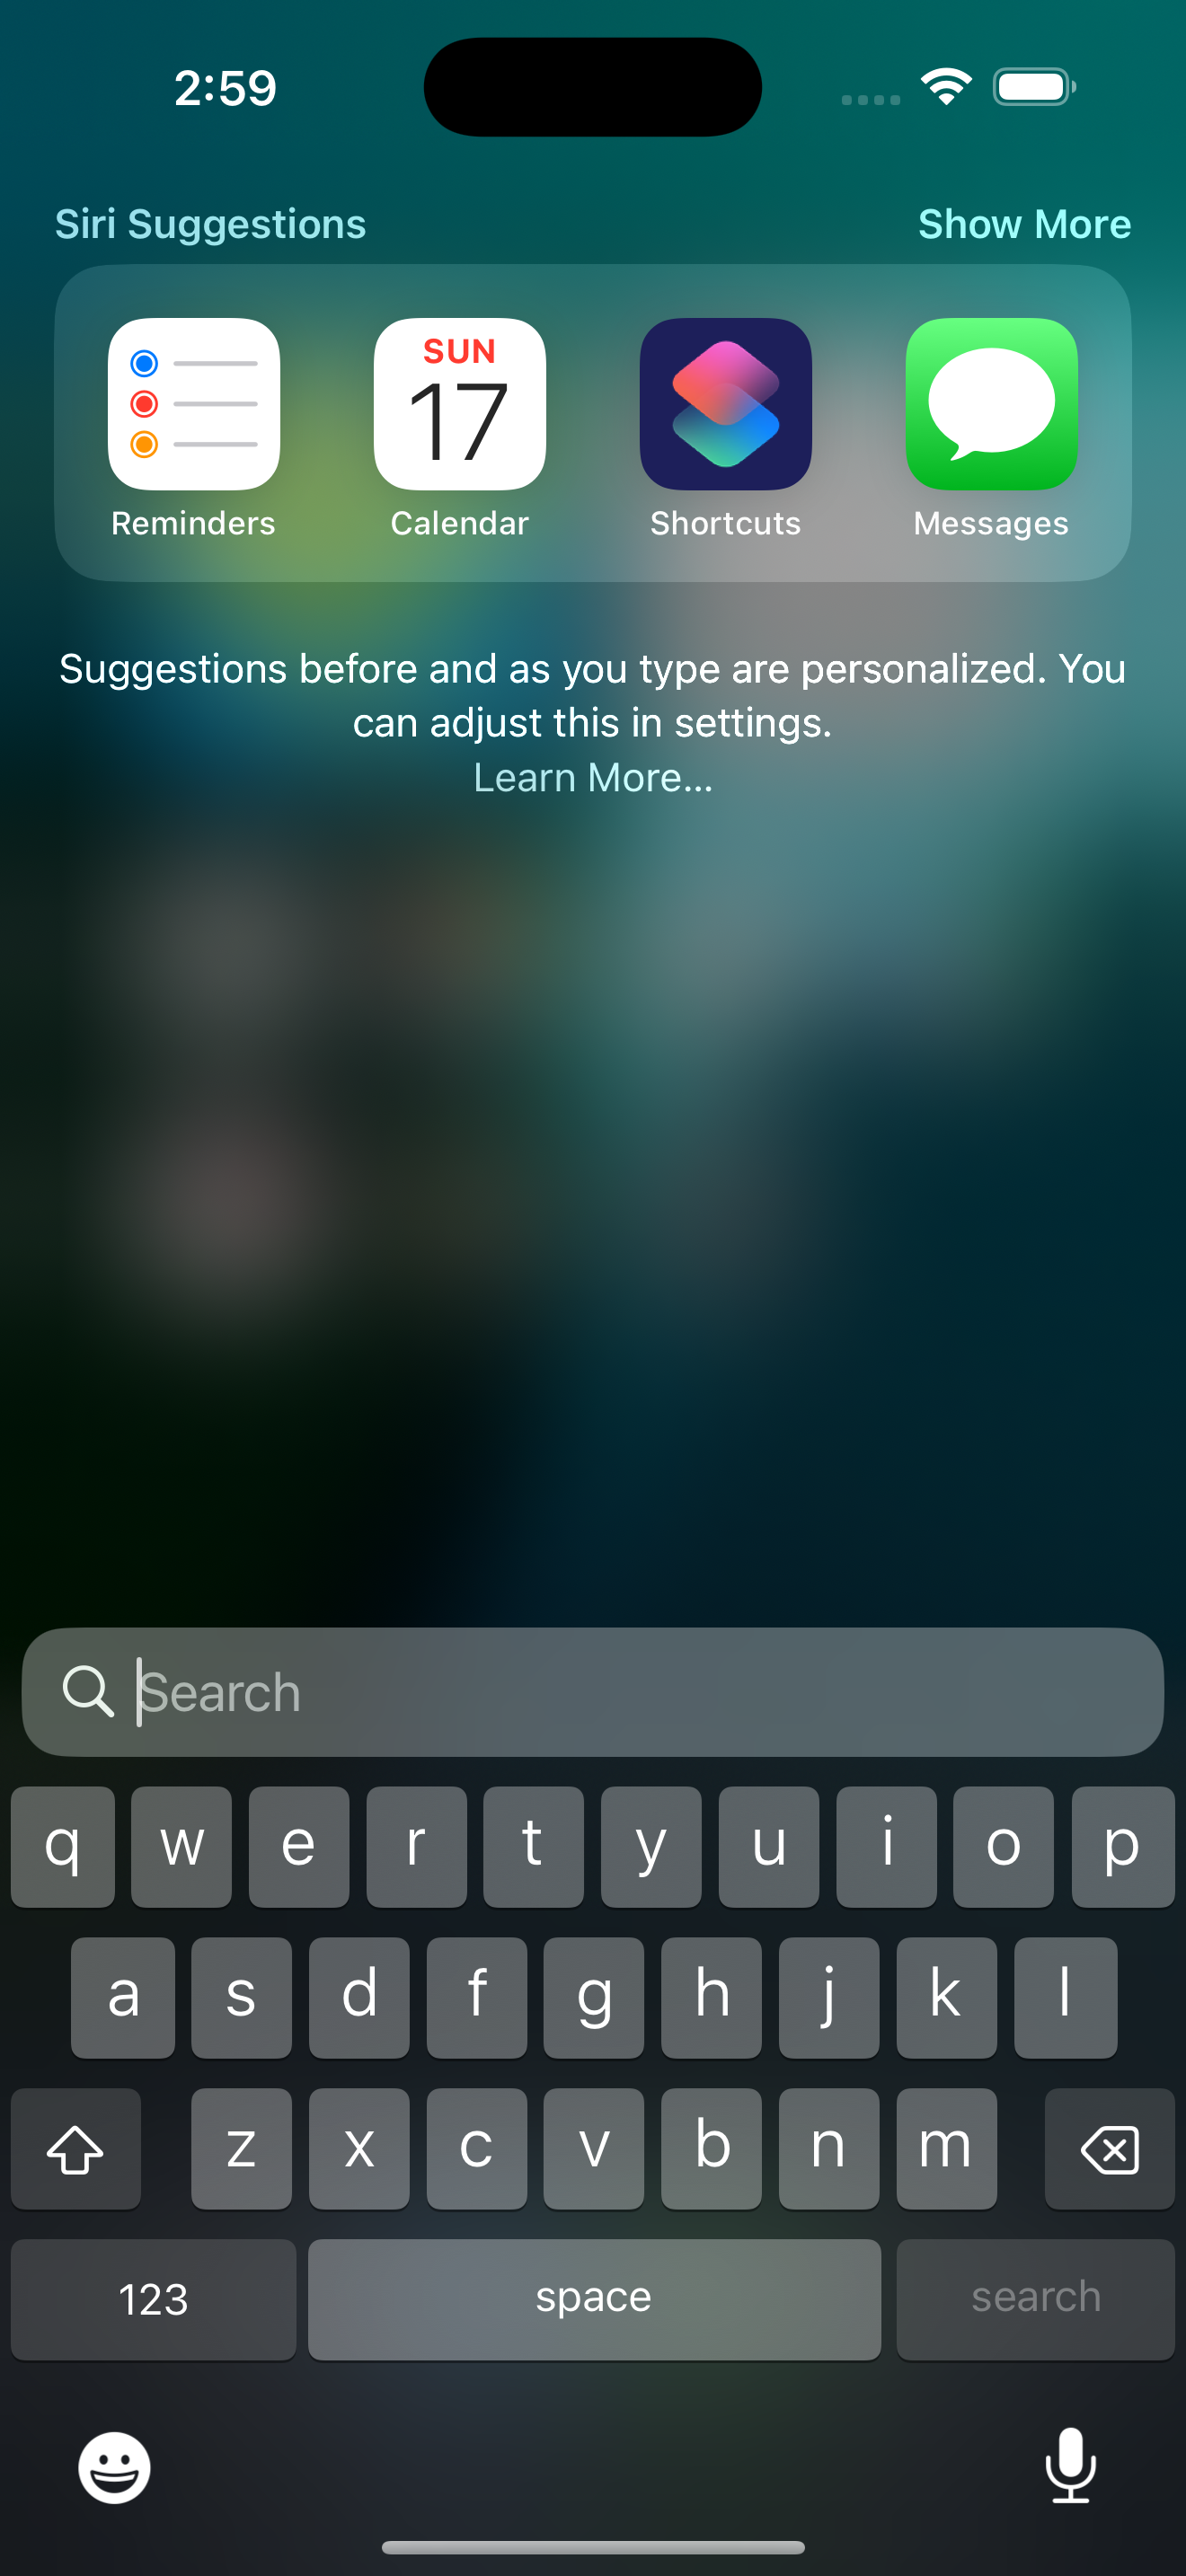 2:59
Siri Suggestions
Show More
SUN
17
Reminders
Calendar
Shortcuts
Messages
Suggestions before and as you type are personalized. You
can adjust this in settings.
Learn More...
Search
q w e r t y u i o p
a s d f g h j k l
z x c v b n m
123
space
search